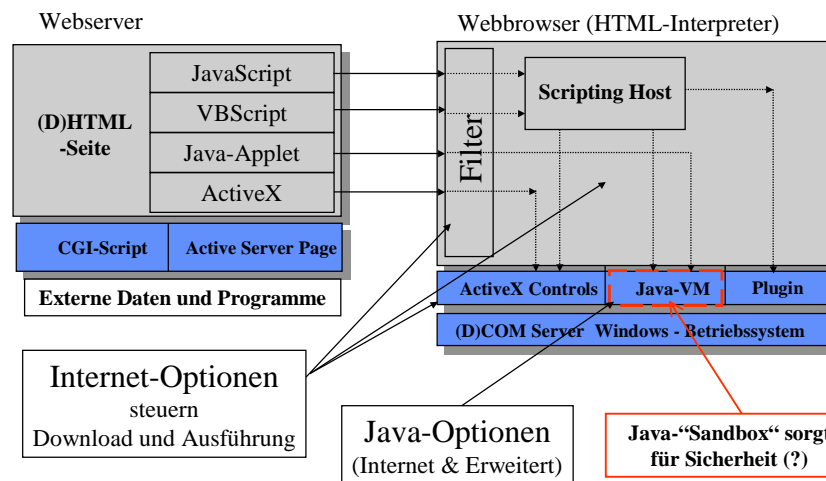 Webserver
Webbrowser (HTML-Interpreter)
(D)HTML
-Seite
JavaScript
VBScript
Java-Applet
ActiveX
CGI-Script
Active Server Page
Externe Daten und Programme
Filter
Scripting Host
ActiveX Controls
Java-VM
Plugin
(D)COM Server Windows - Betriebssystem
Internet-Optionen
steuern
Download und Ausführung
Java-Optionen
(Internet & Erweitert)
Java-“Sandbox“ sorgt
für Sicherheit (?)